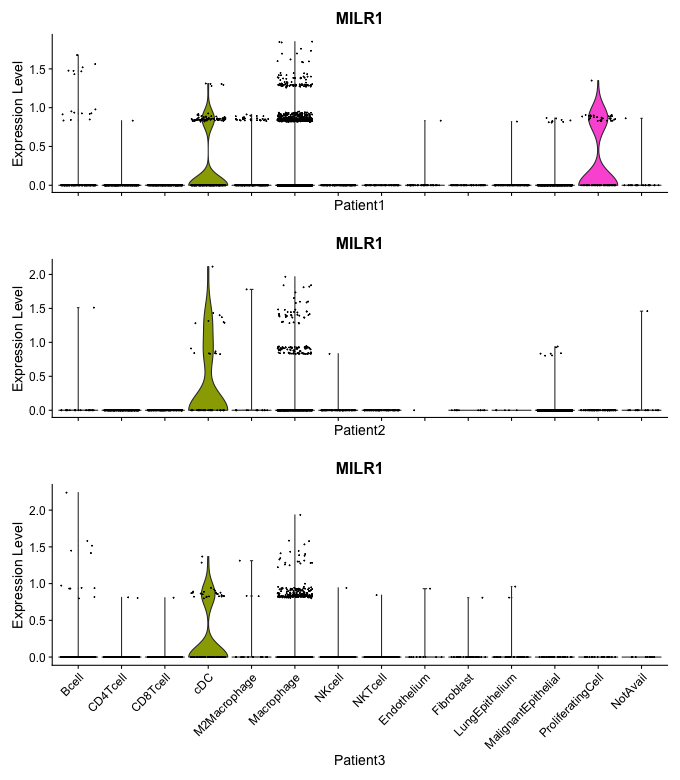 MILR1
Expression Level
1.5
1.0
0.5
0.0
Patient1
MILR1
Expression Level
2.0
1.5
1.0
0.5
0.0
Patient2
MILR1
Expression Level
2.0
1.5
1.0
0.5
0.0
Bcell
CD4Tcell
CD8Tcell
cDC
M2Macrophage
Macrophage
NKcell
NKTcell
Endothelium
Fibroblast
LungEpithelium
MalignantEpithelial
ProliferatingCell
NotAvail
Patient3